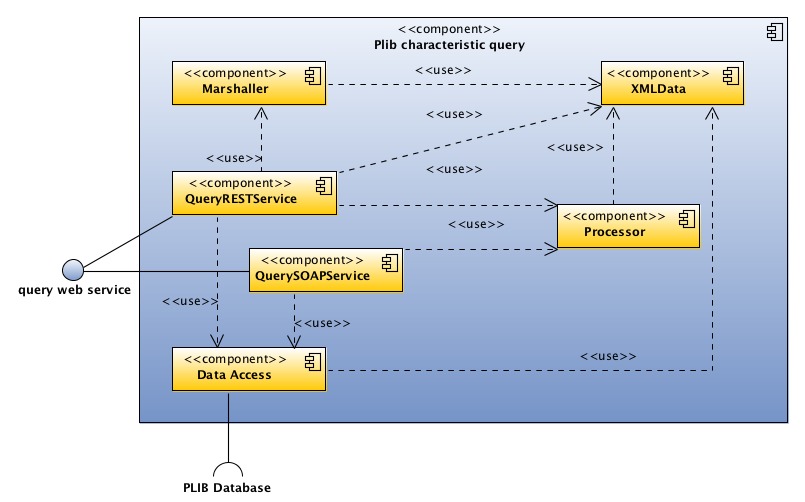 <<component>>
Plib characteristic query
<<component>>
Marshaller
<<use>>
<<component>>
XMLData
<<use>>
<<use>>
<<use>>
<<component>>
QueryRESTService
<<use>>
<<component>>
Processor
<<use>>
<<component>>
QuerySOAPService
query web service
<<use>>
<<use>>
<<component>>
Data Access
<<use>>
PLIB Database